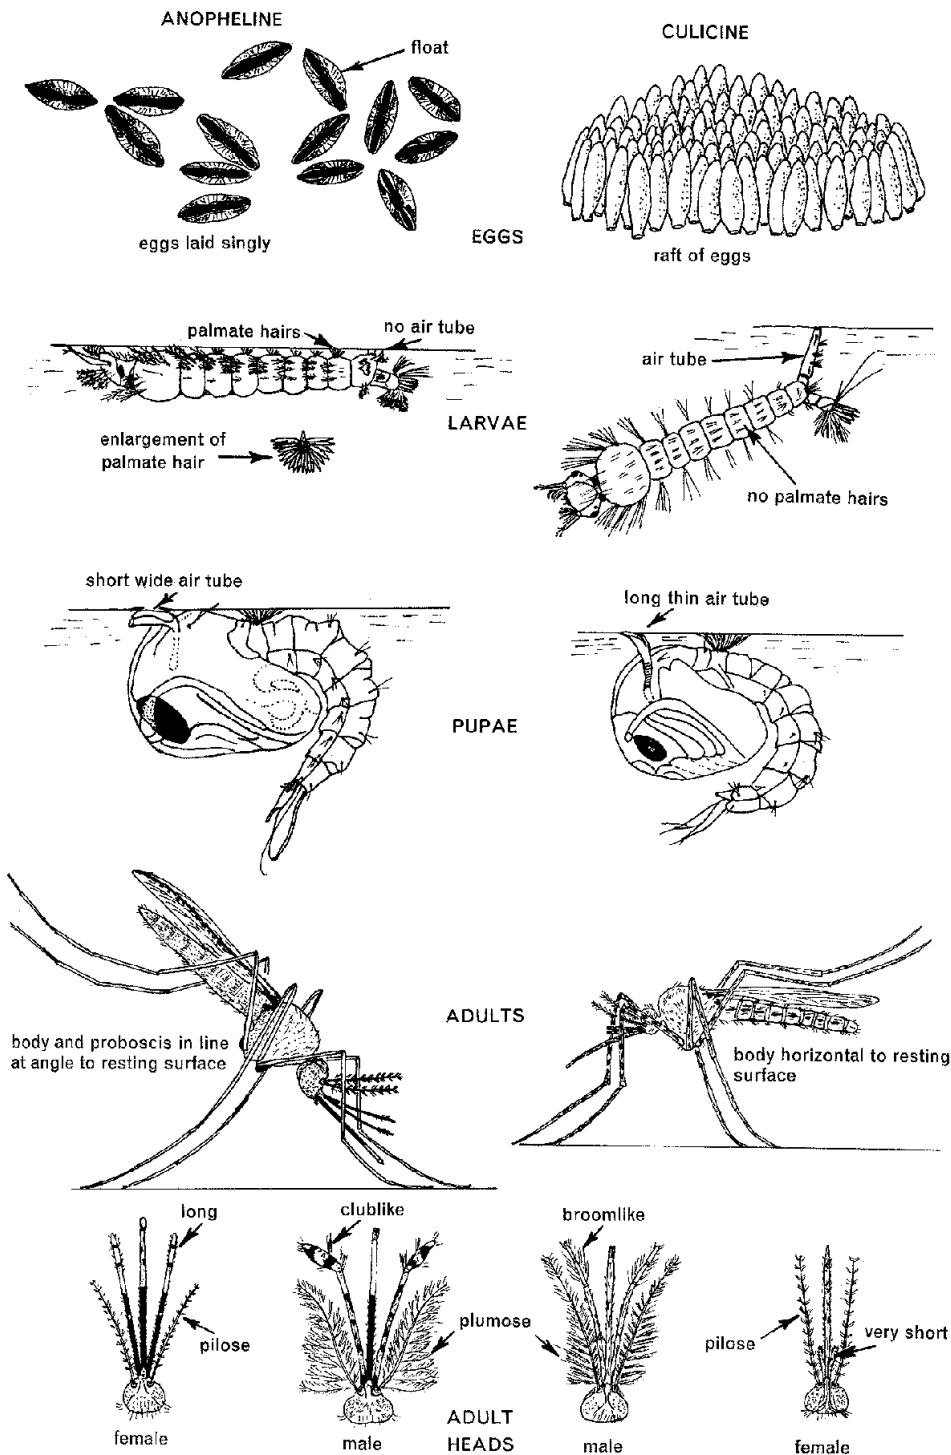 ANOPHELINE
CULICINE
float
eggs laid singly
EGGS
raft of eggs
palmate hairs
no air tube
air tube
LARVAE
enlargement of
palmate hair
no palmate hairs
short wide air tube
long thin air tube
PUPAE
ADULTS
body and proboscis in line
at angle to resting surface
body horizontal to resting
surface
long
clublike
broomlike
pilose
plumose
pilose
very short
female
male
ADULT
HEADS
male
female